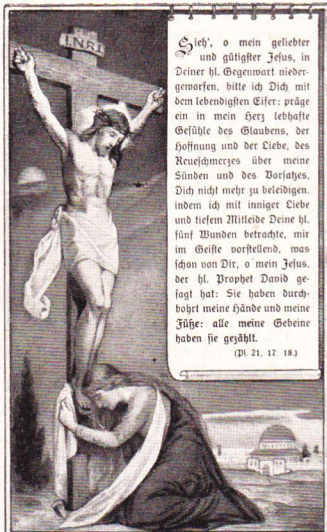 INRI
Sieh', o mein geliebter
und gütigster Jesus, in
Deiner hl. Gegenwart nieder-
geworfen, bitte ich Dich mit
dem lebendigsten Eifer: präge
ein in mein Herz lebhafte
Gefühle des Glaubens, der
Hoffnung und der Liebe, des
Reueschmerzes über meine
Sünden und des Vorsatzes,
Dich nicht mehr zu beleidigen,
indem ich mit inniger Liebe
und tiefem Mitleide Deine hl.
fünf Wunden betrachte, mir
im Geiste vorstellend, was
schon von Dir, o mein Jesus,
der hl. Prophet David ge-
sagt hat: Sie haben durch-
bohrt meine Hände und meine
Füße: alle meine Gebeine
haben sie gezählt.
(Pf. 21, 17. 18.)